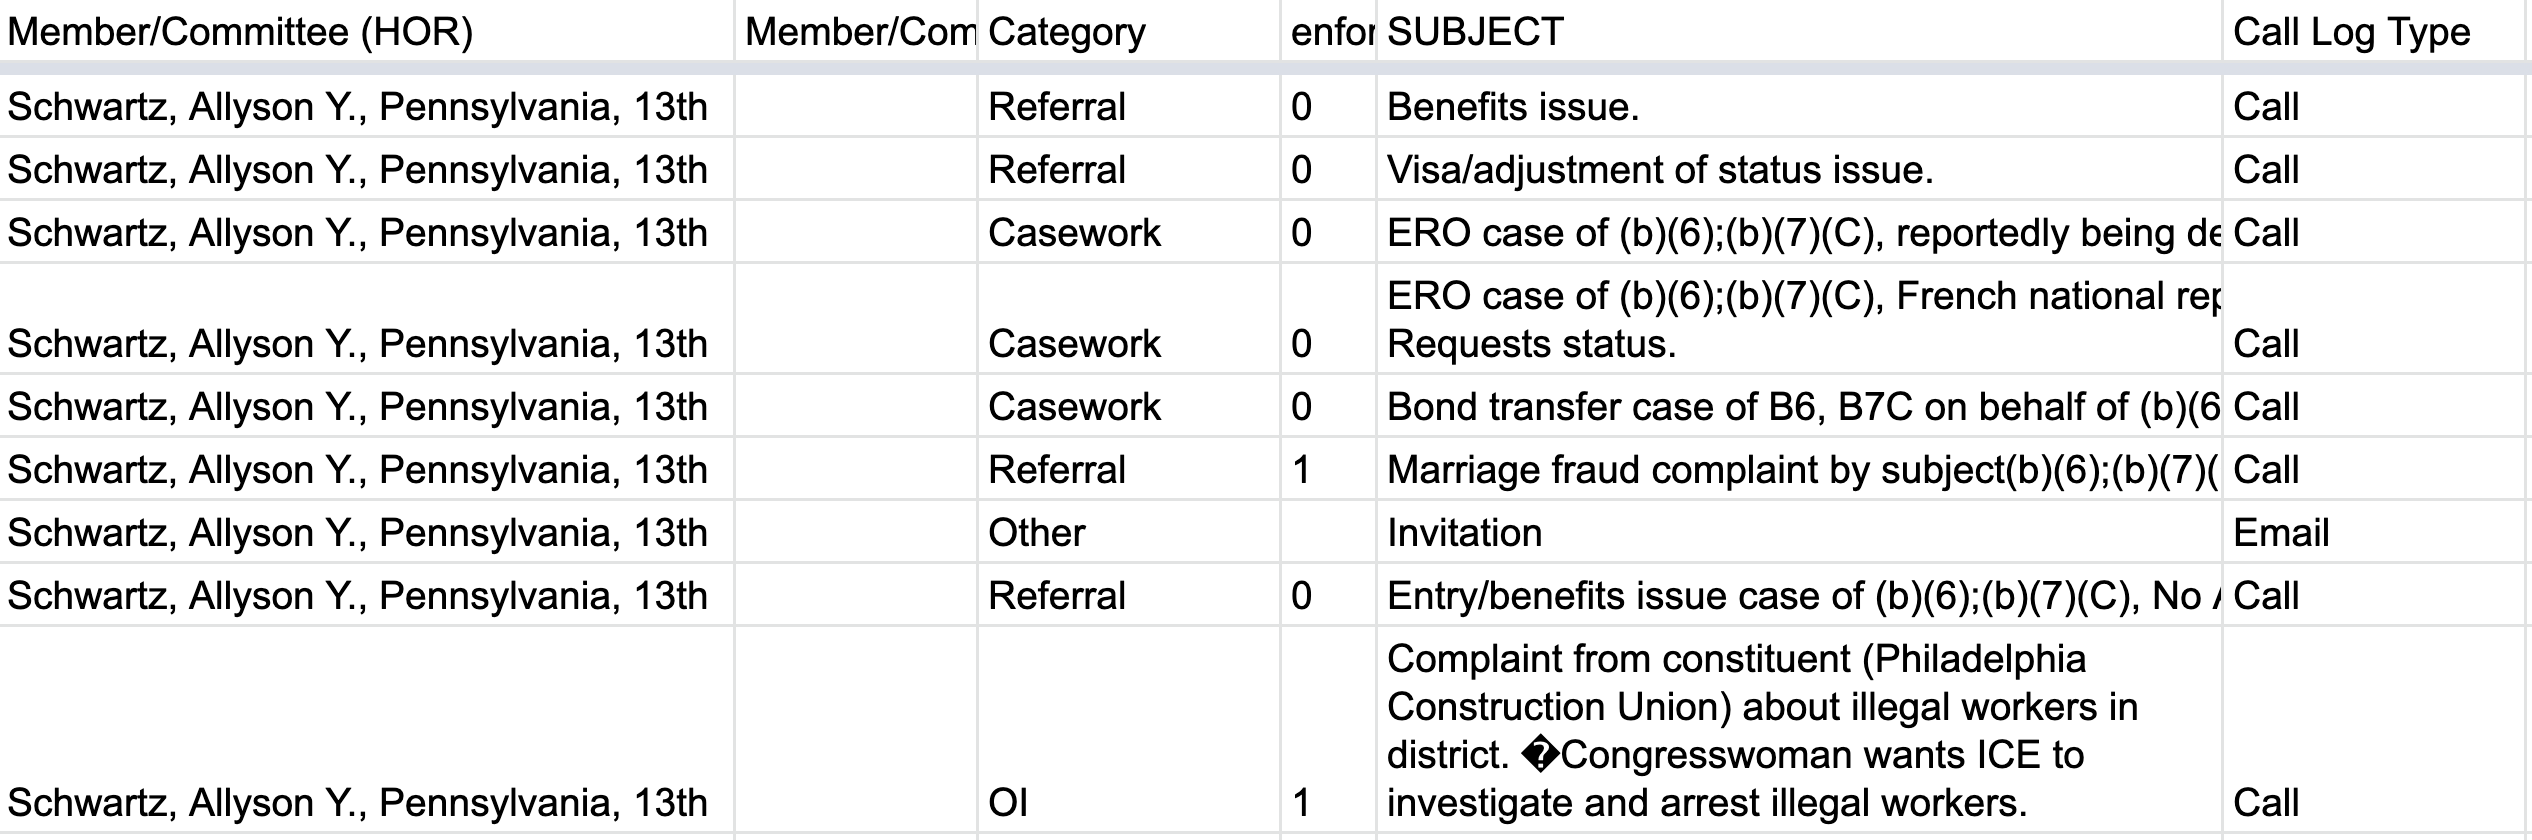 Member/Committee (HOR) Member/Com Category enfor SUBJECT Call Log Type
Schwartz, Allyson Y., Pennsylvania, 13th Referral 0 Benefits issue. Call
Schwartz, Allyson Y., Pennsylvania, 13th Referral 0 Visa/adjustment of status issue. Call
Schwartz, Allyson Y., Pennsylvania, 13th Casework 0 ERO case of (b)(6);(b)(7)(C), reportedly being de Call
ERO case of (b)(6);(b)(7)(C), French national rep
Schwartz, Allyson Y., Pennsylvania, 13th Casework 0 Requests status. Call
Schwartz, Allyson Y., Pennsylvania, 13th Casework 0 Bond transfer case of B6, B7C on behalf of (b)(6 Call
Schwartz, Allyson Y., Pennsylvania, 13th Referral 1 Marriage fraud complaint by subject(b)(6);(b)(7)( Call
Schwartz, Allyson Y., Pennsylvania, 13th Other Invitation Email
Schwartz, Allyson Y., Pennsylvania, 13th Referral 0 Entry/benefits issue case of (b)(6);(b)(7)(C), No Call
Complaint from constituent (Philadelphia
Construction Union) about illegal workers in
district. �Congresswoman wants ICE to
Schwartz, Allyson Y., Pennsylvania, 13th OI 1 investigate and arrest illegal workers. Call